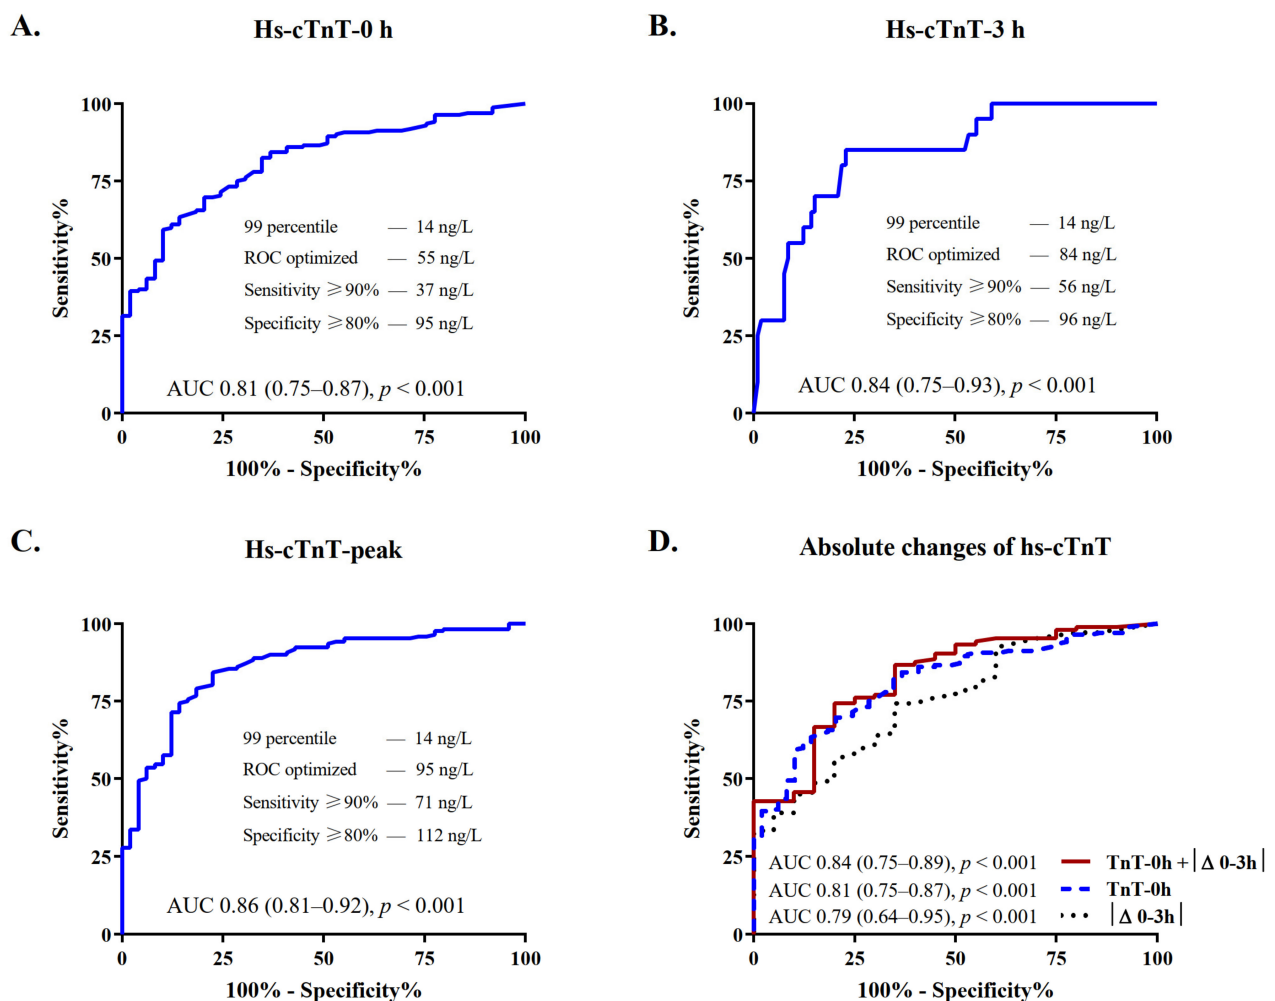 A.
Hs-cTnT-0 h
Sensitivity%
100
75
50
25
0
99 percentile — 14 ng/L
ROC optimized — 55 ng/L
Sensitivity ⩾90% — 37 ng/L
Specificity ⩾80% — 95 ng/L
AUC 0.81 (0.75–0.87), p < 0.001
0 25 50 75 100
100% - Specificity%
B.
Hs-cTnT-3 h
Sensitivity%
100
75
50
25
0
99 percentile — 14 ng/L
ROC optimized — 84 ng/L
Sensitivity ⩾90% — 56 ng/L
Specificity ⩾80% — 96 ng/L
AUC 0.84 (0.75–0.93), p < 0.001
0 25 50 75 100
100% - Specificity%
C.
Hs-cTnT-peak
Sensitivity%
100
75
50
25
0
99 percentile — 14 ng/L
ROC optimized — 95 ng/L
Sensitivity ⩾90% — 71 ng/L
Specificity ⩾80% — 112 ng/L
AUC 0.86 (0.81–0.92), p < 0.001
0 25 50 75 100
100% - Specificity%
D.
Absolute changes of hs-cTnT
Sensitivity%
100
75
50
25
0
AUC 0.84 (0.75–0.89), p < 0.001 TnT-0h + |Δ 0-3h|
AUC 0.81 (0.75–0.87), p < 0.001 TnT-0h
AUC 0.79 (0.64–0.95), p < 0.001 |Δ 0-3h|
0 25 50 75 100
100% - Specificity%